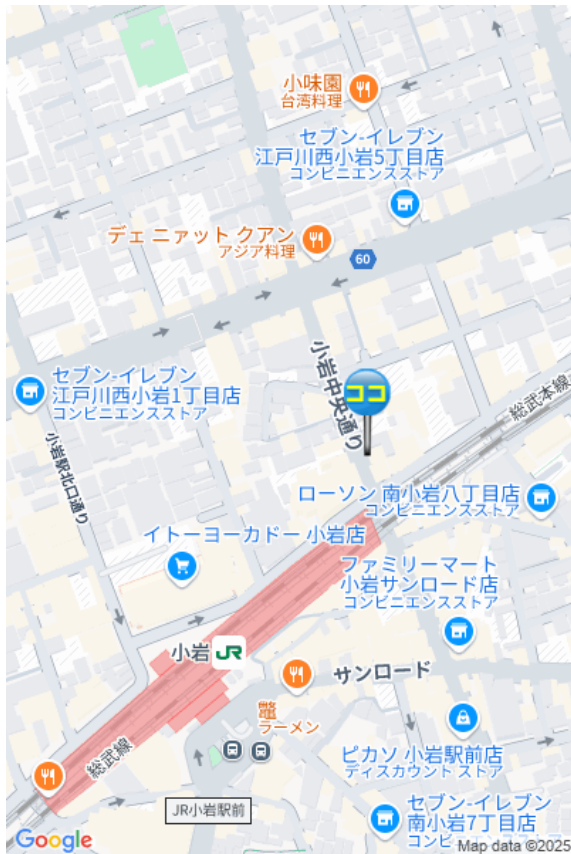 小味園
台湾料理
セブン-イレブン
江戸川西小岩5丁目店
コンビニエンスストア
デェ ニァット クアン
アジア料理
60
小岩中央通り
ココ
総武本線
セブン-イレブン
江戸川西小岩1丁目店
コンビニエンスストア
小岩駅北口通り
ローソン 南小岩八丁目店
コンビニエンスストア
イトーヨーカドー 小岩店
ファミリーマート
小岩サンロード店
コンビニエンスストア
小岩
JR
サンロード
ラーメン
総武線
ピカソ 小岩駅前店
ディスカウント ストア
JR小岩駅前
セブン-イレブン
南小岩7丁目店
コンビ
Google
Map data ©2025